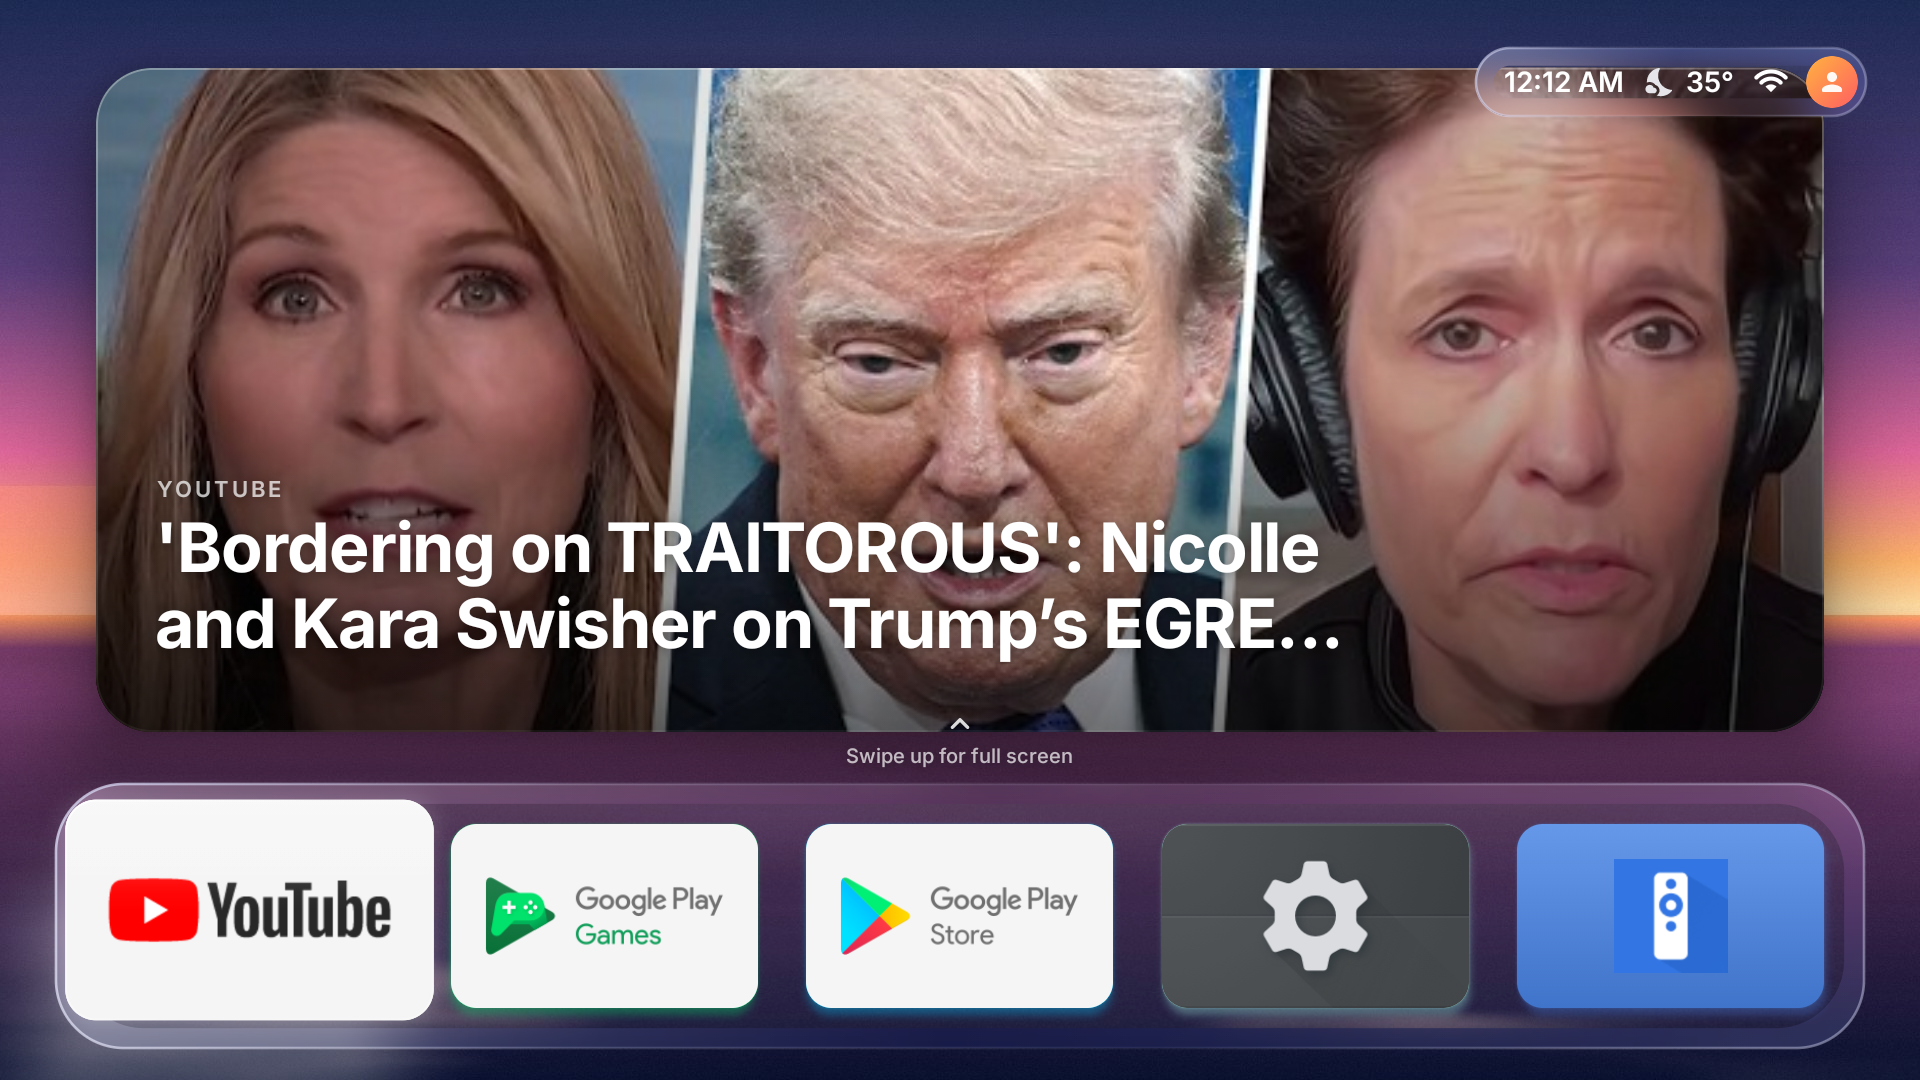 12:12 AM 35°
YOUTUBE
'Bordering on TRAITOROUS': Nicolle
and Kara Swisher on Trump’s EGRE…
Swipe up for full screen
YouTube
Google Play
Games
Google Play
Store